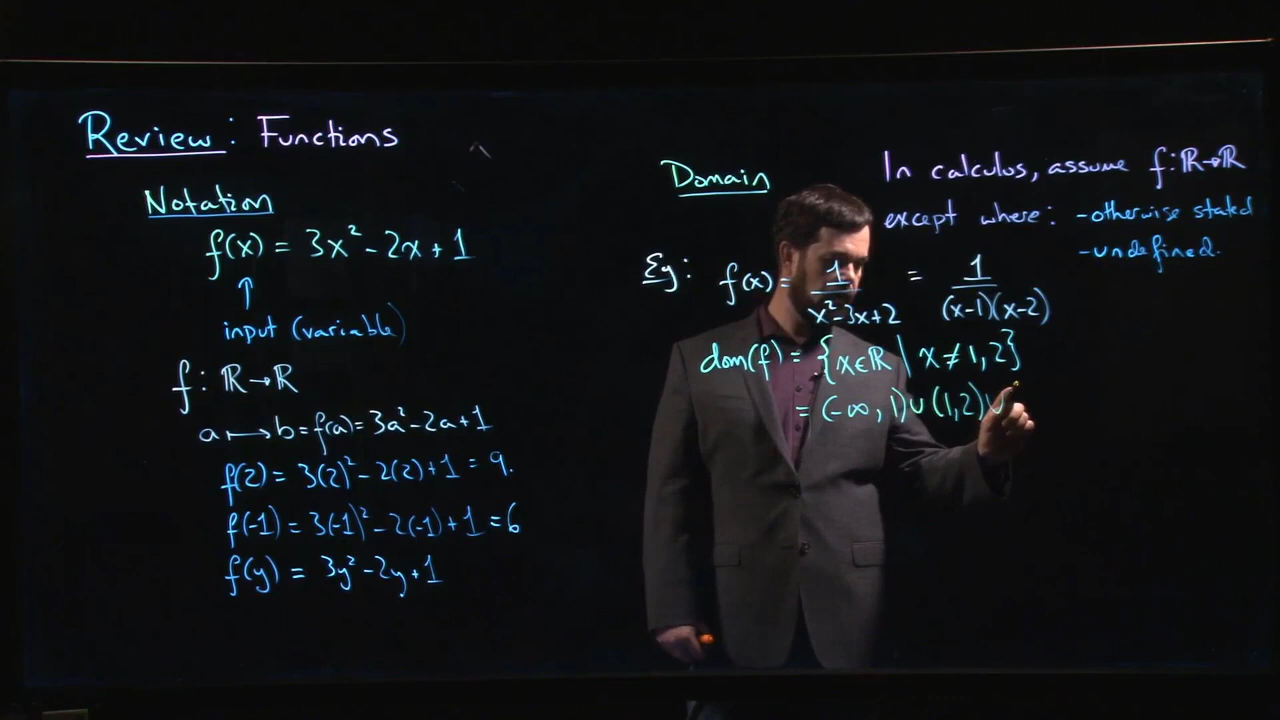 Review: Functions
Notation
f(x) = 3x² - 2x + 1
↑
input (variable)
f: ℝ → ℝ
a ⟼ b = f(a) = 3a² - 2a + 1
f(2) = 3(2)² - 2(2) + 1 = 9.
f(-1) = 3(-1)² - 2(-1) + 1 = 6
f(y) = 3y² - 2y + 1
Domain
In calculus, assume f: ℝ → ℝ
except where: - otherwise stated
- undefined.
Eg: f(x) = 1/(x² - 3x + 2) = 1/((x-1)(x-2))
dom(f) = {x ∈ ℝ | x ≠ 1, 2}
= (-∞, 1) ∪ (1, 2) ∪